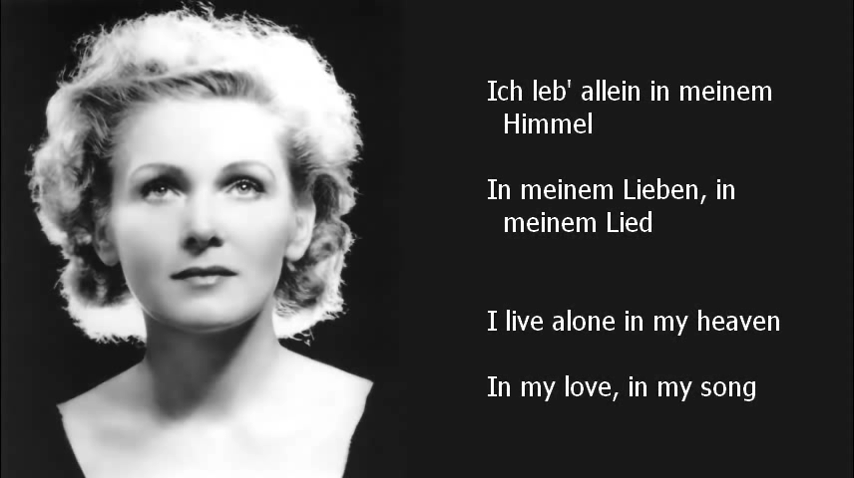 Ich leb' allein in meinem
Himmel
In meinem Lieben, in
meinem Lied
I live alone in my heaven
In my love, in my song